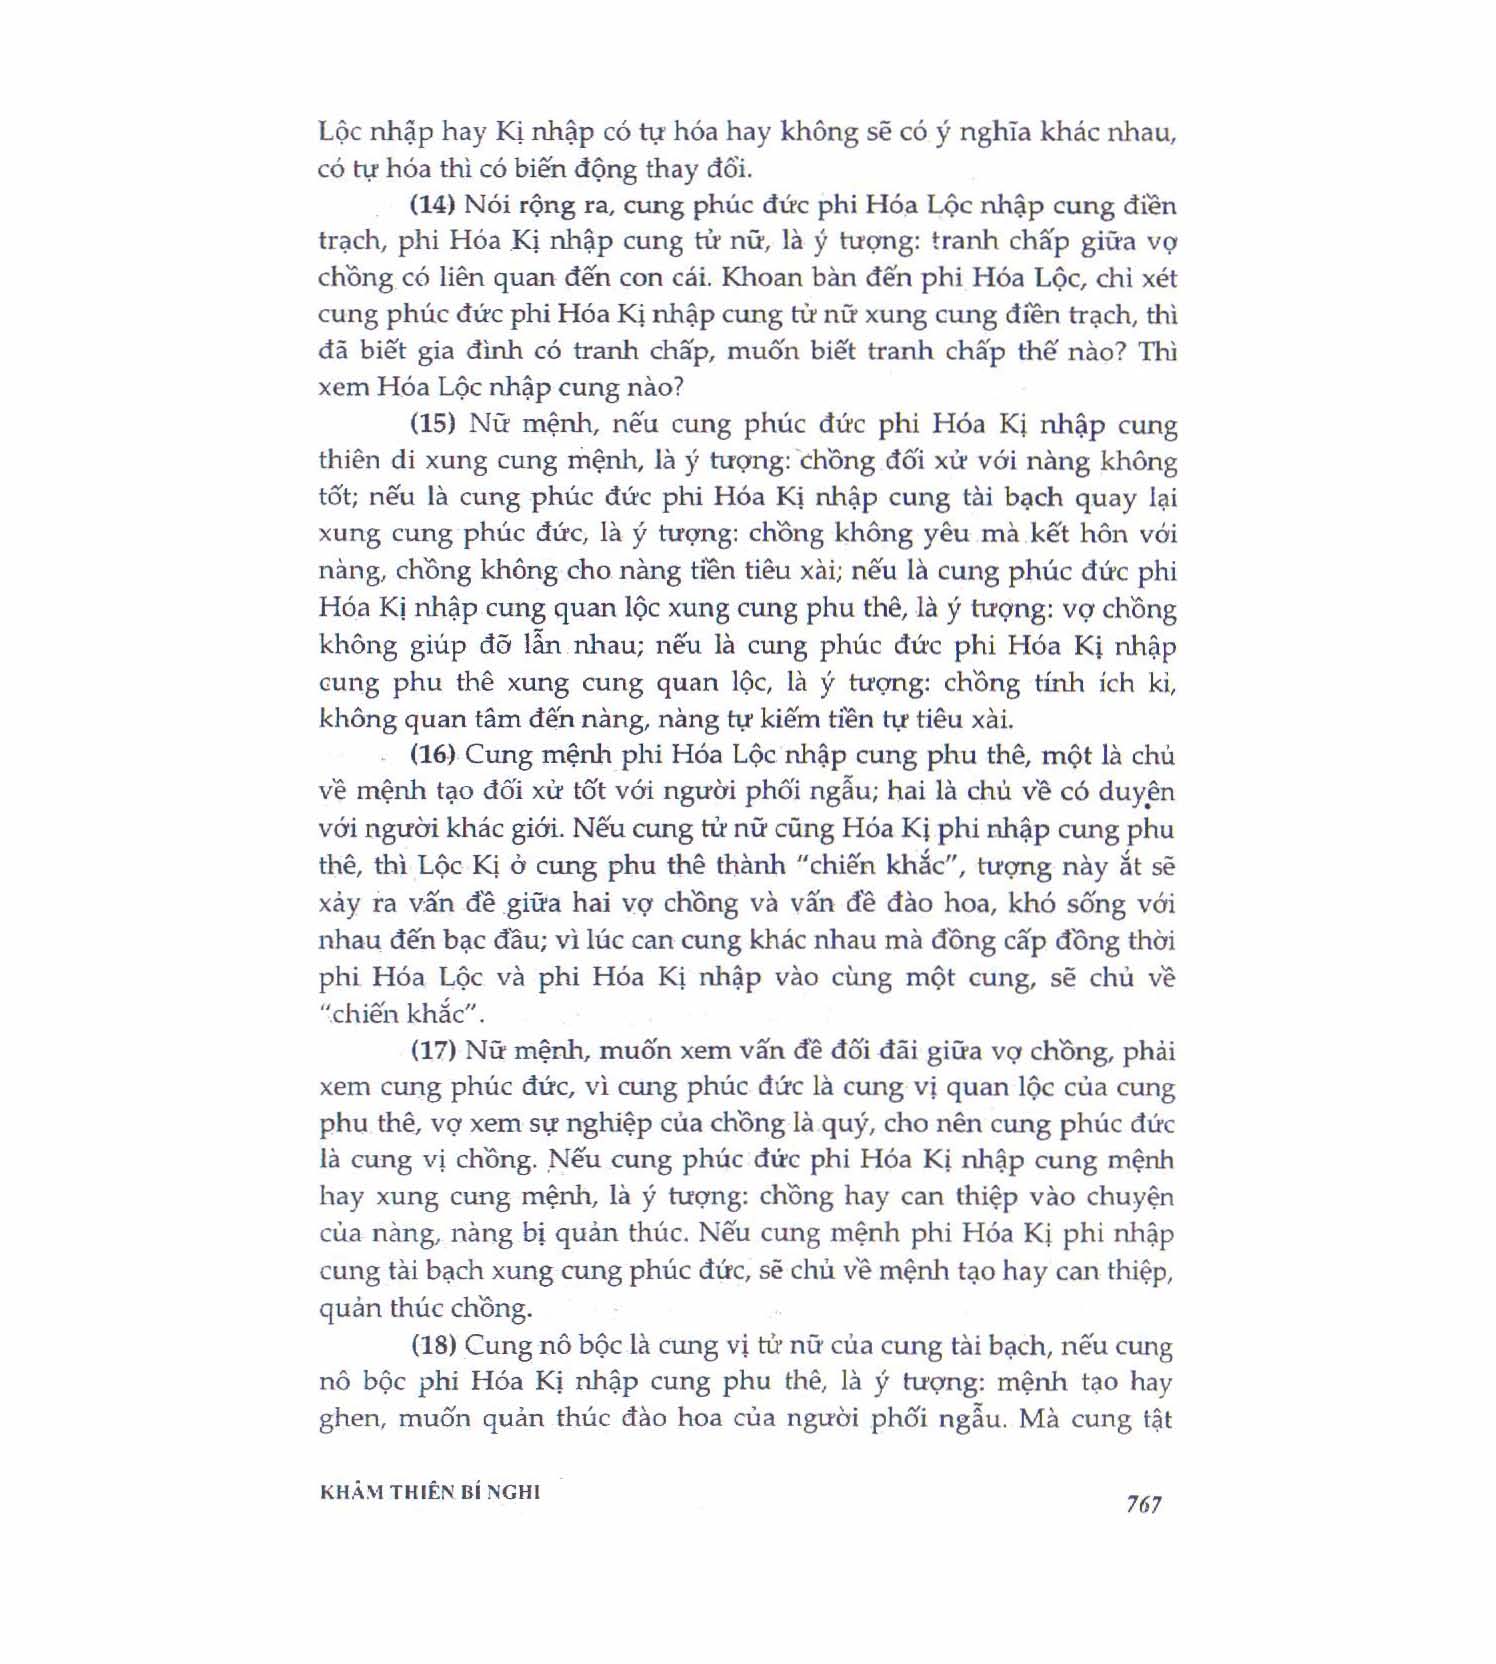 Lộc nhập hay Kị nhập có tự hóa hay không sẽ có ý nghĩa khác nhau,
có tự hóa thì có biến động thay đổi.
(14) Nói rộng ra, cung phúc đức phi Hóa Lộc nhập cung điền
trạch, phi Hóa Kị nhập cung tử nữ, là ý tượng: tranh chấp giữa vợ
chồng có liên quan đến con cái. Khoan bàn đến phi Hóa Lộc, chỉ xét
cung phúc đức phi Hóa Kị nhập cung tử nữ xung cung điền trạch, thì
đã biết gia đình có tranh chấp, muốn biết tranh chấp thế nào? Thì
xem Hóa Lộc nhập cung nào?
(15) Nữ mệnh, nếu cung phúc đức phi Hóa Kị nhập cung
thiên di xung cung mệnh, là ý tượng: chồng đối xử với nàng không
tốt; nếu là cung phúc đức phi Hóa Kị nhập cung tài bạch quay lại
xung cung phúc đức, là ý tượng: chồng không yêu mà kết hôn với
nàng, chồng không cho nàng tiền tiêu xài; nếu là cung phúc đức phi
Hóa Kị nhập cung quan lộc xung cung phu thê, là ý tượng: vợ chồng
không giúp đỡ lẫn nhau; nếu là cung phúc đức phi Hóa Kị nhập
cung phu thê xung cung quan lộc, là ý tượng: chồng tính ích kỉ,
không quan tâm đến nàng, nàng tự kiếm tiền tự tiêu xài.
(16) Cung mệnh phi Hóa Lộc nhập cung phu thê, một là chủ
về mệnh tạo đối xử tốt với người phối ngẫu; hai là chủ về có duyên
với người khác giới. Nếu cung tử nữ cũng Hóa Kị phi nhập cung phu
thê, thì Lộc Kị ở cung phu thê thành "chiến khắc", tượng này ắt sẽ
xảy ra vấn đề giữa hai vợ chồng và vấn đề đào hoa, khó sống với
nhau đến bạc đầu; vì lúc can cung khác nhau mà đồng cấp đồng thời
phi Hóa Lộc và phi Hóa Kị nhập vào cùng một cung, sẽ chủ về
"chiến khắc".
(17) Nữ mệnh, muốn xem vấn đề đối đãi giữa vợ chồng, phải
xem cung phúc đức, vì cung phúc đức là cung vị quan lộc của cung
phu thê, vợ xem sự nghiệp của chồng là quý, cho nên cung phúc đức
là cung vị chồng. Nếu cung phúc đức phi Hóa Kị nhập cung mệnh
hay xung cung mệnh, là ý tượng: chồng hay can thiệp vào chuyện
của nàng, nàng bị quản thúc. Nếu cung mệnh phi Hóa Kị phi nhập
cung tài bạch xung cung phúc đức, sẽ chủ về mệnh tạo hay can thiệp,
quản thúc chồng.
(18) Cung nô bộc là cung vị tử nữ của cung tài bạch, nếu cung
nô bộc phi Hóa Kị nhập cung phu thê, là ý tượng: mệnh tạo hay
ghen, muốn quản thúc đào hoa của người phối ngẫu. Mà cung tật
KHÂM THIÊN BÍ NGHI
767